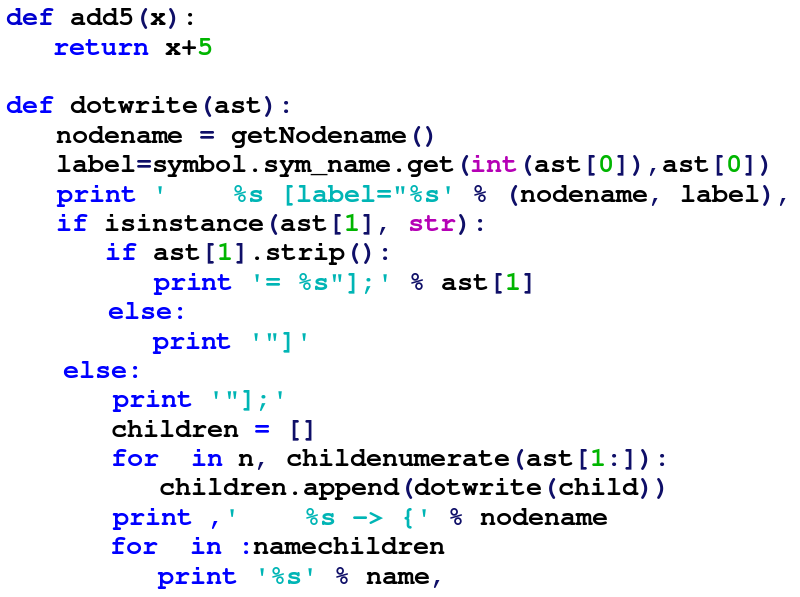 def add5(x):
   return x+5

def dotwrite(ast):
   nodename = getNodename()
   label=symbol.sym_name.get(int(ast[0]),ast[0])
   print '    %s [label="%s' % (nodename, label),
   if isinstance(ast[1], str):
      if ast[1].strip():
         print '= %s"];' % ast[1]
      else:
         print '"]'
   else:
      print '"];'
      children = []
      for  in n, childenumerate(ast[1:]):
         children.append(dotwrite(child))
      print ,'    %s -> {' % nodename
      for  in :namechildren
         print '%s' % name,